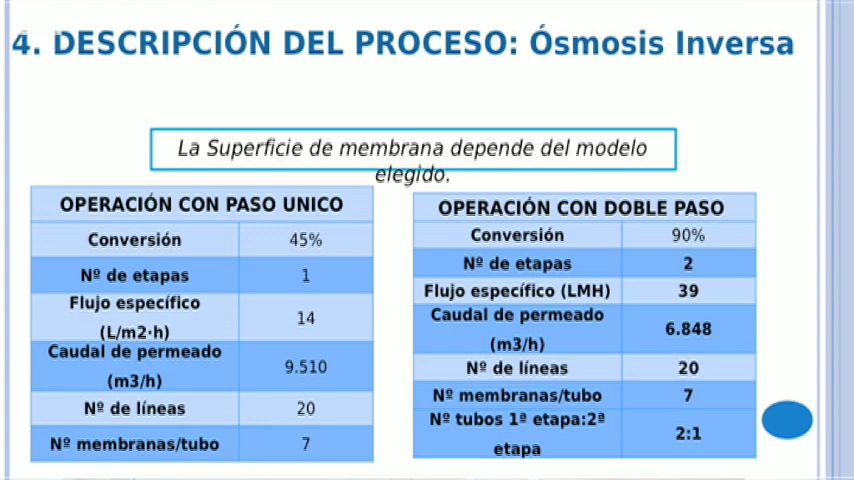 4. DESCRIPCIÓN DEL PROCESO: Ósmosis Inversa
La Superficie de membrana depende del modelo
elegido.
OPERACIÓN CON PASO UNICO
Conversión 45%
Nº de etapas 1
Flujo específico
(L/m2·h) 14
Caudal de permeado
(m3/h) 9.510
Nº de líneas 20
Nº membranas/tubo 7
OPERACIÓN CON DOBLE PASO
Conversión 90%
Nº de etapas 2
Flujo específico (LMH) 39
Caudal de permeado
(m3/h) 6.848
Nº de líneas 20
Nº membranas/tubo 7
Nº tubos 1ª etapa:2ª
etapa 2:1